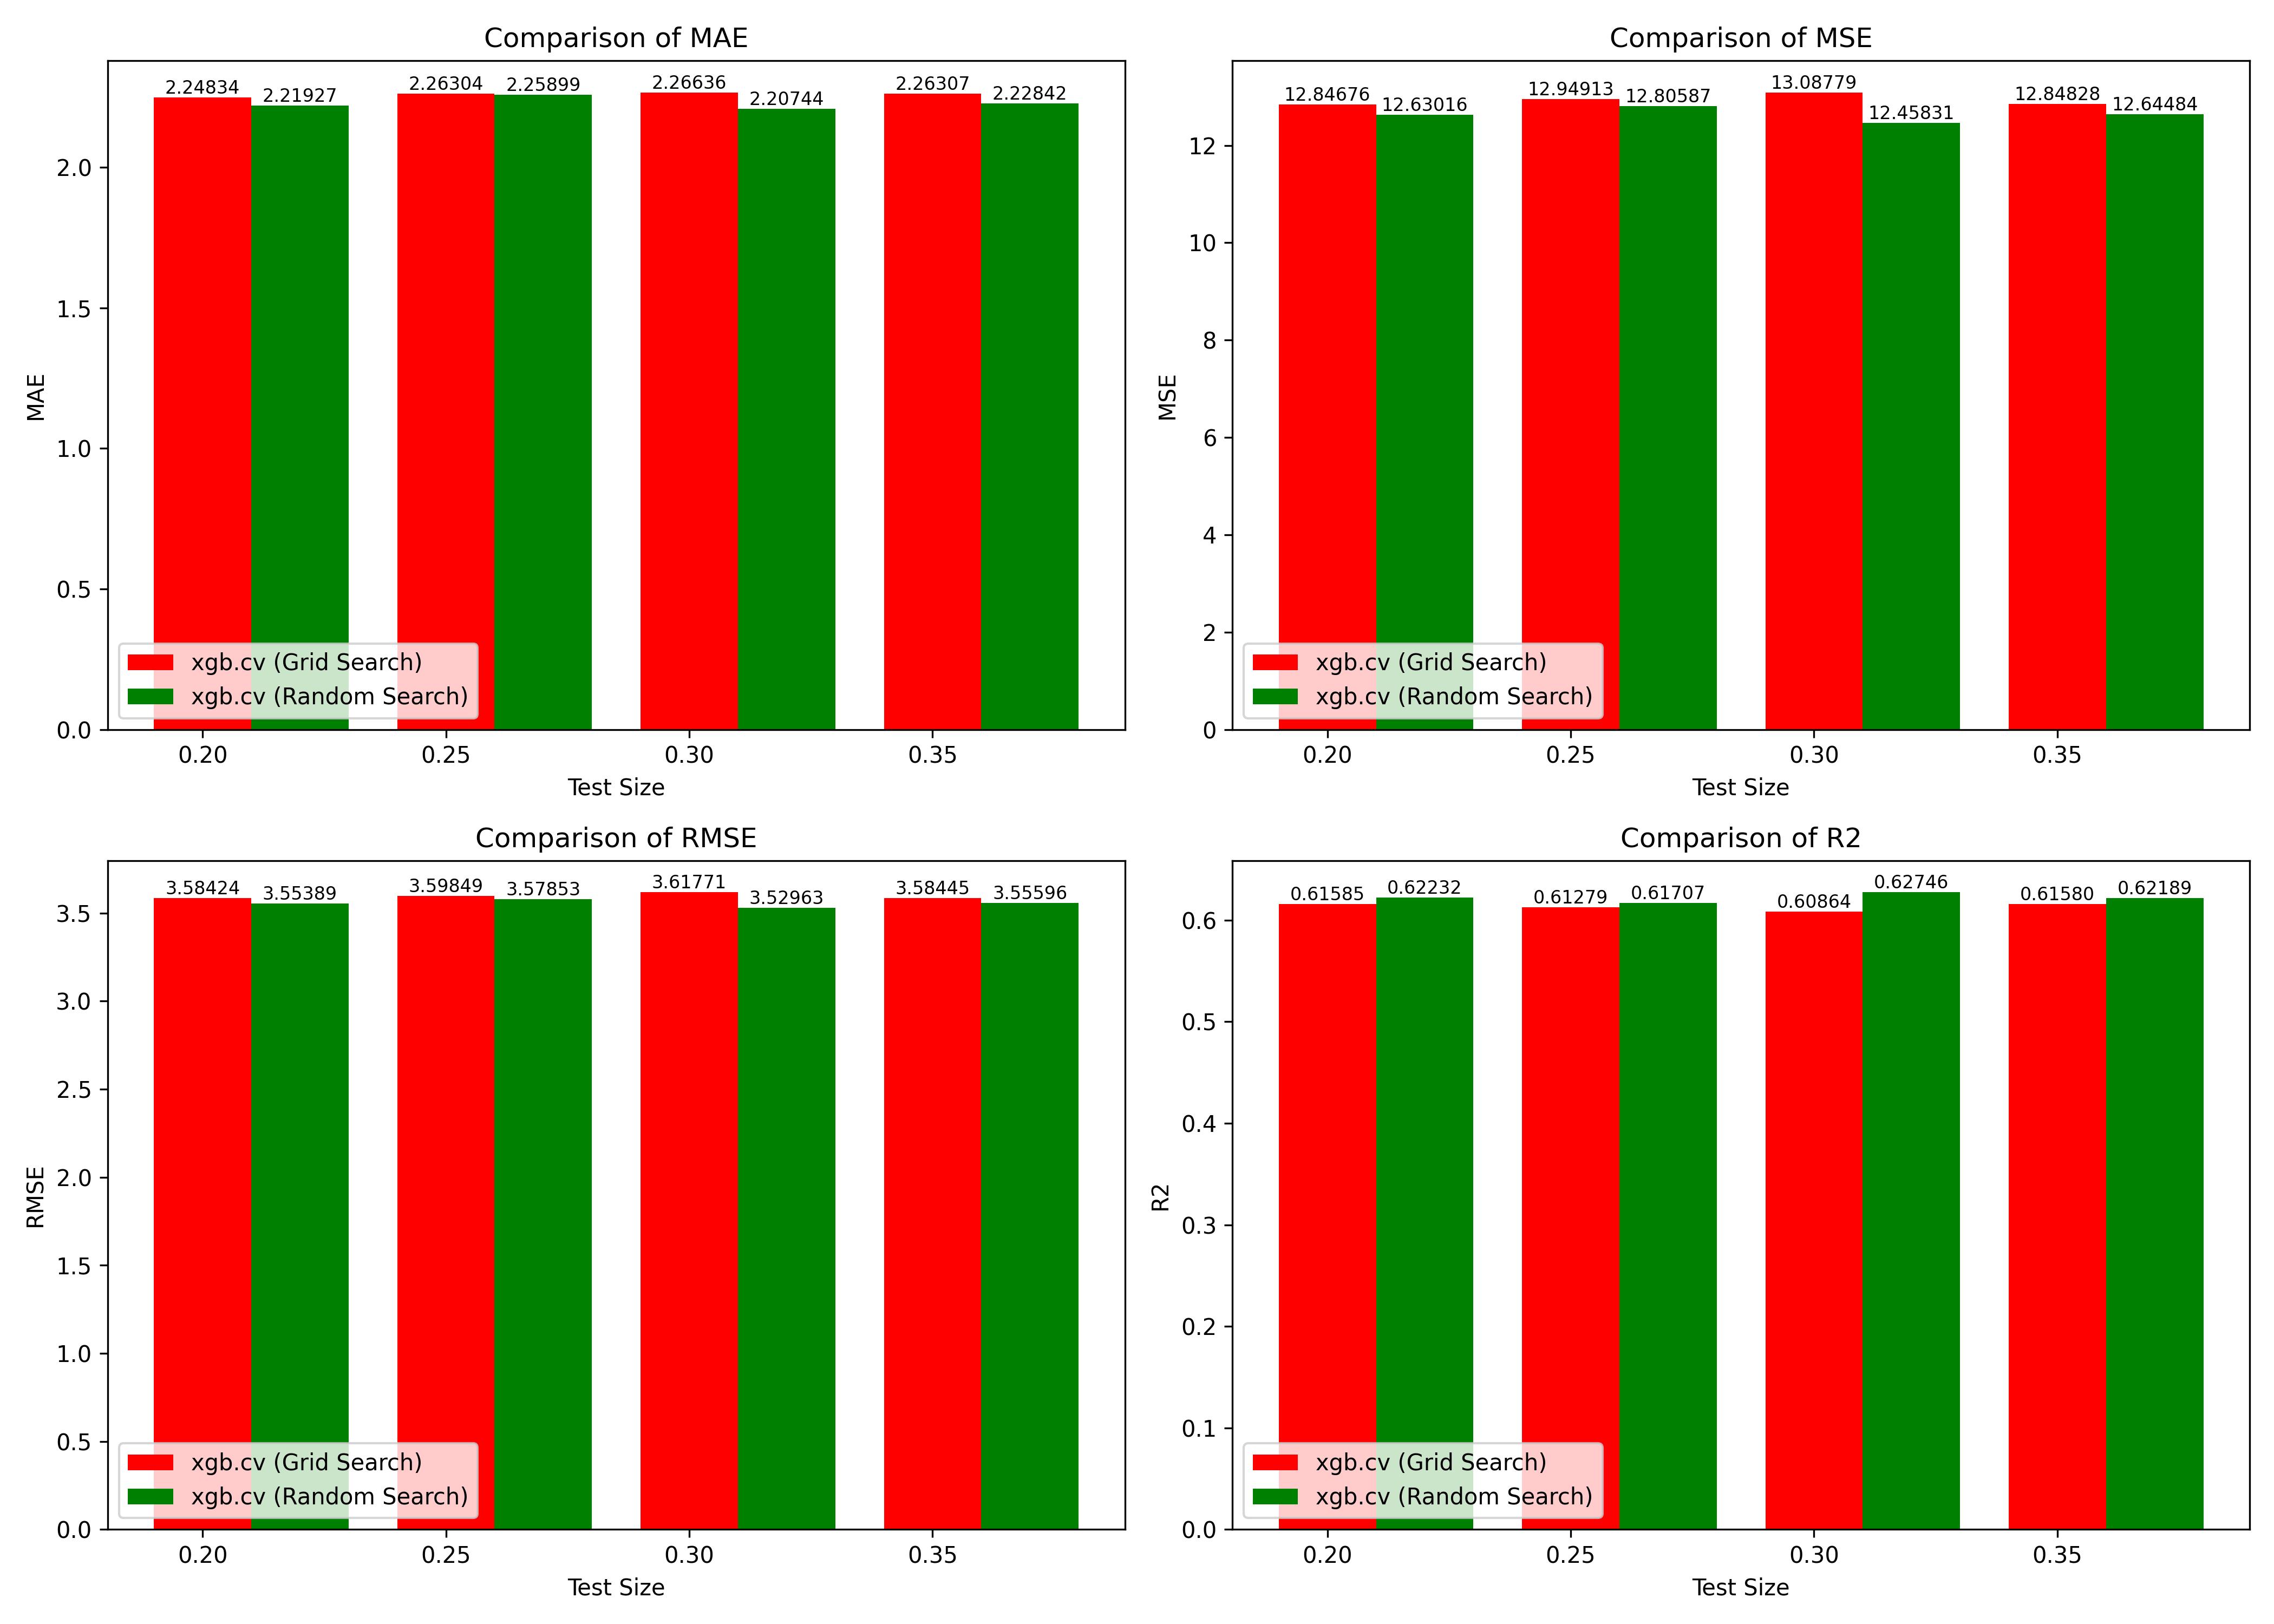 Comparison of MAE
2.24834 2.21927 2.26304 2.25899 2.26636 2.20744 2.26307 2.22842
MAE
2.0
1.5
1.0
0.5
0.0
xgb.cv (Grid Search)
xgb.cv (Random Search)
0.20 0.25 0.30 0.35
Test Size
Comparison of MSE
12.84676 12.63016 12.94913 12.80587 13.08779 12.45831 12.84828 12.64484
MSE
12
10
8
6
4
2
0
xgb.cv (Grid Search)
xgb.cv (Random Search)
0.20 0.25 0.30 0.35
Test Size
Comparison of RMSE
3.58424 3.55389 3.59849 3.57853 3.61771 3.52963 3.58445 3.55596
RMSE
3.5
3.0
2.5
2.0
1.5
1.0
0.5
0.0
xgb.cv (Grid Search)
xgb.cv (Random Search)
0.20 0.25 0.30 0.35
Test Size
Comparison of R2
0.61585 0.62232 0.61279 0.61707 0.60864 0.62746 0.61580 0.62189
R2
0.6
0.5
0.4
0.3
0.2
0.1
0.0
xgb.cv (Grid Search)
xgb.cv (Random Search)
0.20 0.25 0.30 0.35
Test Size